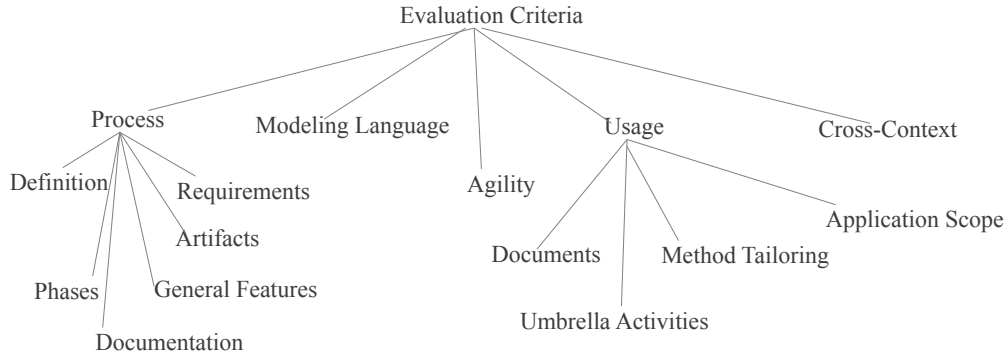 Evaluation Criteria
Process
Modeling Language
Usage
Cross-Context
Definition
Requirements
Agility
Artifacts
Application Scope
Documents
Method Tailoring
Phases
General Features
Umbrella Activities
Documentation